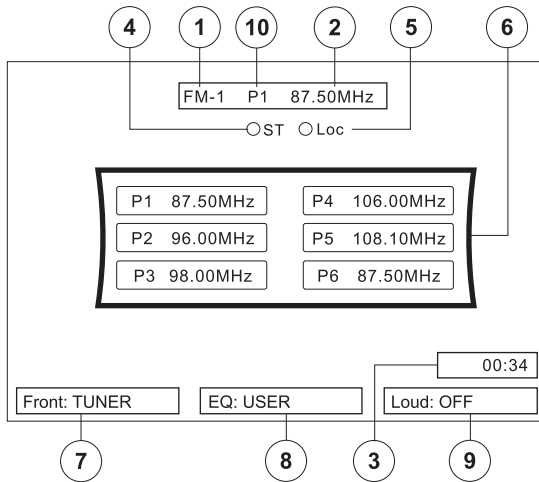 4 1 10 2 5 6
FM-1 P1 87.50MHz
ST Loc
P1 87.50MHz P4 106.00MHz
P2 96.00MHz P5 108.10MHz
P3 98.00MHz P6 87.50MHz
00:34
Front: TUNER EQ: USER Loud: OFF
7 8 3 9